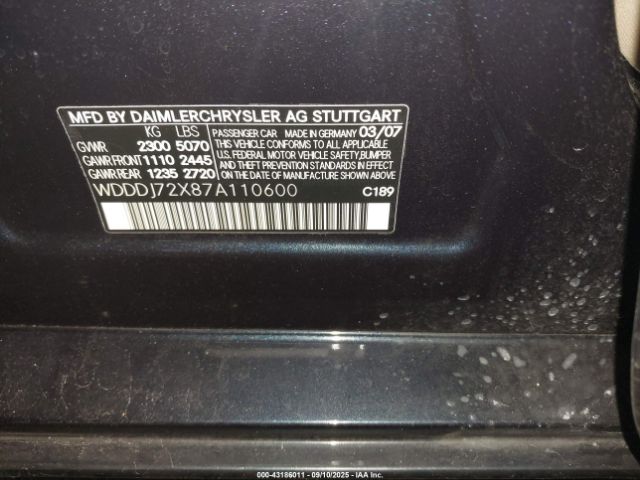 MFD BY DAIMLERCHRYSLER AG STUTTGART
KG LBS
GVWR 2300 5070
GAWR FRONT 1110 2445
GAWR REAR 1235 2720
PASSENGER CAR MADE IN GERMANY 03/07
THIS VEHICLE CONFORMS TO ALL APPLICABLE
U.S. FEDERAL MOTOR VEHICLE SAFETY, BUMPER
AND THEFT PREVENTION STANDARDS IN EFFECT
ON THE DATE OF MANUFACTURE SHOWN ABOVE.
WDDDJ72X87A110600
C189
000-43186011 - 09/10/2025 - IAA Inc.